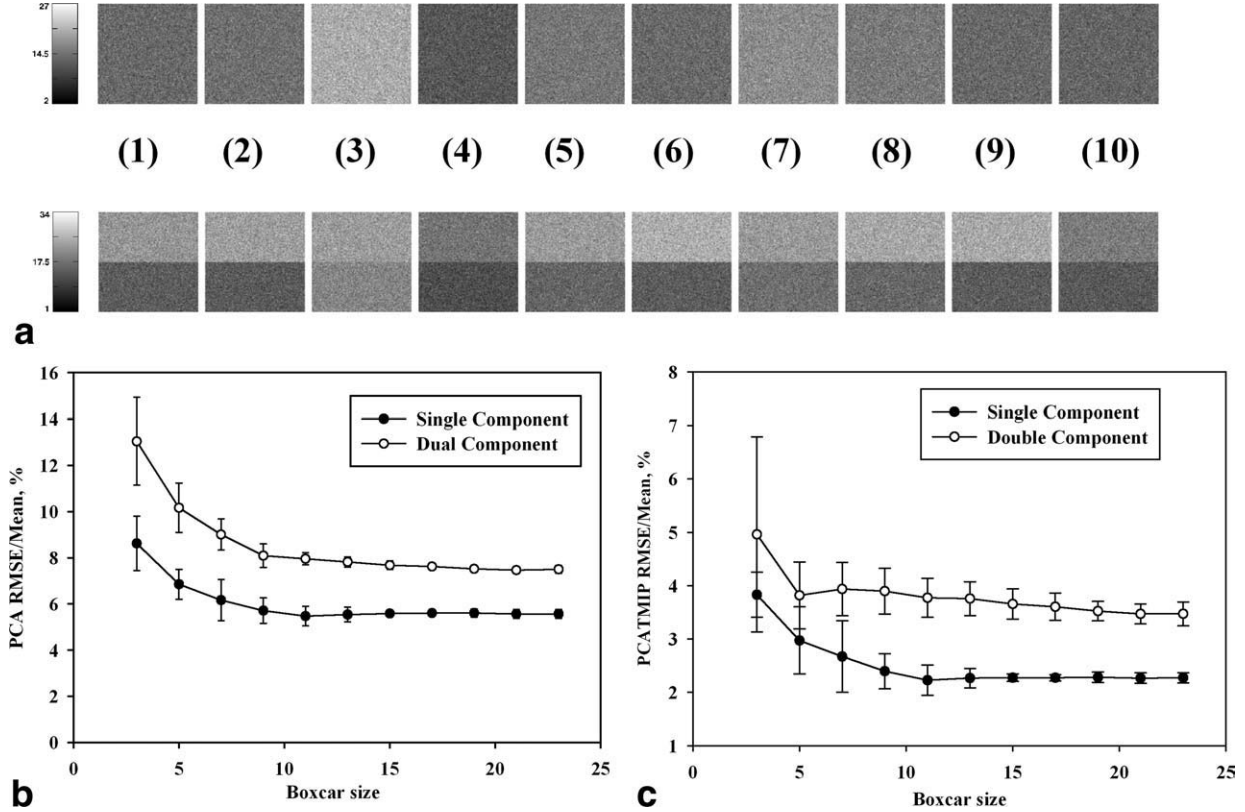 27
14.5
2
(1) (2) (3) (4) (5) (6) (7) (8) (9) (10)
34
17.5
1
a
16
14
12
10
8
6
4
2
0
0 5 10 15 20 25
PCA RMSE/Mean, %
Boxcar size
Single Component
Dual Component
b
8
7
6
5
4
3
2
1
0 5 10 15 20 25
PCATMIP RMSE/Mean, %
Boxcar size
Single Component
Double Component
c